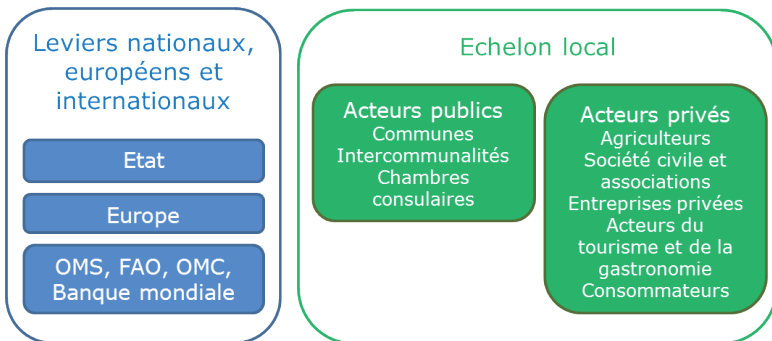 Leviers nationaux,
européens et
internationaux
Etat
Europe
OMS, FAO, OMC,
Banque mondiale
Echelon local
Acteurs publics
Communes
Intercommunalités
Chambres
consulaires
Acteurs privés
Agriculteurs
Société civile et
associations
Entreprises privées
Acteurs du
tourisme et de la
gastronomie
Consommateurs